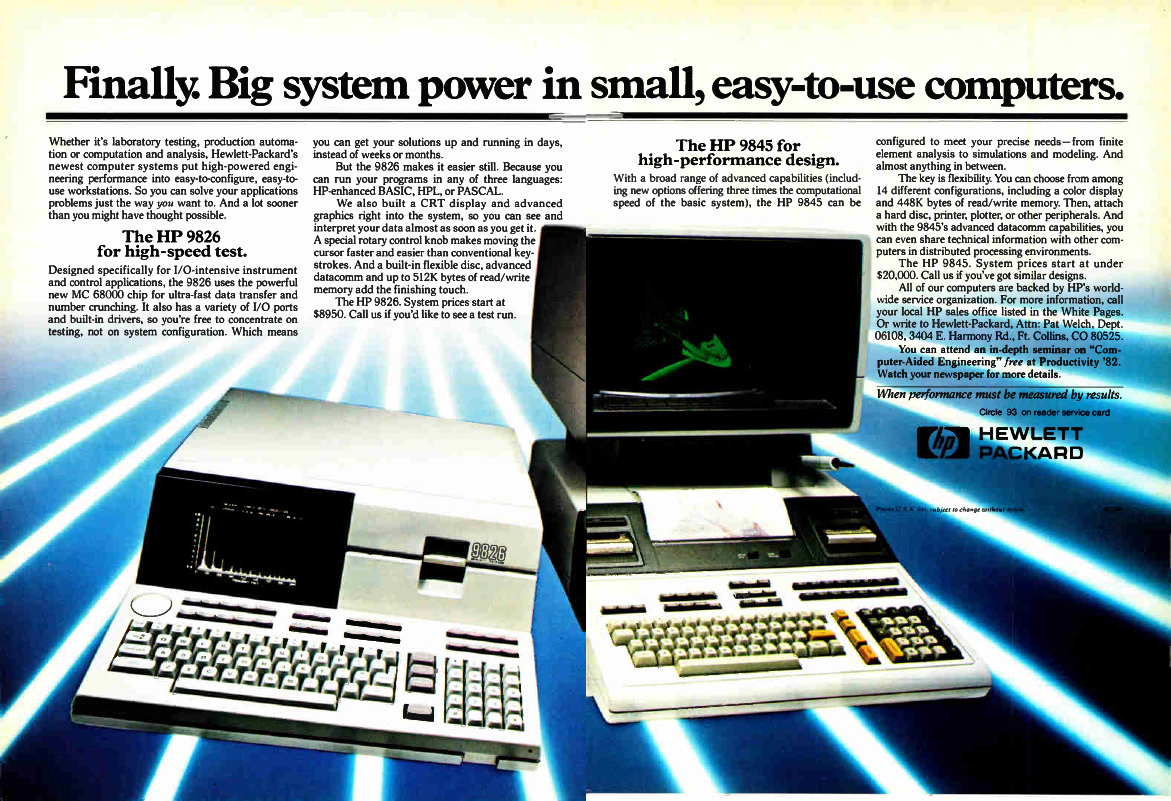 Finally. Big system power in small, easy-to-use computers.
Whether it's laboratory testing, production automa-
tion or computation and analysis, Hewlett-Packard's
newest computer systems put high-powered engi-
neering performance into easy-to-configure, easy-to-
use workstations. So you can solve your applications
problems just the way you want to. And a lot sooner
than you might have thought possible.
The HP 9826
for high-speed test.
Designed specifically for I/O-intensive instrument
and control applications, the 9826 uses the powerful
new MC 68000 chip for ultra-fast data transfer and
number crunching. It also has a variety of I/O ports
and built-in drivers, so you're free to concentrate on
testing, not on system configuration. Which means
you can get your solutions up and running in days,
instead of weeks or months.
But the 9826 makes it easier still. Because you
can run your programs in any of three languages:
HP-enhanced BASIC, HPL, or PASCAL.
We also built a CRT display and advanced
graphics right into the system, so you can see and
interpret your data almost as soon as you get it.
A special rotary control knob makes moving the
cursor faster and easier than conventional key-
strokes. And a built-in flexible disc, advanced
datacomm and up to 512K bytes of read/write
memory add the finishing touch.
The HP 9826. System prices start at
$8950. Call us if you'd like to see a test run.
The HP 9845 for
high-performance design.
With a broad range of advanced capabilities (includ-
ing new options offering three times the computational
speed of the basic system), the HP 9845 can be
configured to meet your precise needs—from finite
element analysis to simulations and modeling. And
almost anything in between.
The key is flexibility. You can choose from among
14 different configurations, including a color display
and 448K bytes of read/write memory. Then, attach
a hard disc, printer, plotter, or other peripherals. And
with the 9845's advanced datacomm capabilities, you
can even share technical information with other com-
puters in distributed processing environments.
The HP 9845. System prices start at under
$20,000. Call us if you've got similar designs.
All of our computers are backed by HP's world-
wide service organization. For more information, call
your local HP sales office listed in the White Pages.
Or write to Hewlett-Packard, Attn: Pat Welch, Dept.
06108, 3404 E. Harmony Rd., Ft. Collins, CO 80525.
You can attend an in-depth seminar on "Com-
puter-Aided Engineering" free at Productivity '82.
Watch your newspaper for more details.
When performance must be measured by results.
Circle 93 on reader service card
hp HEWLETT
PACKARD
subject to change without
9826